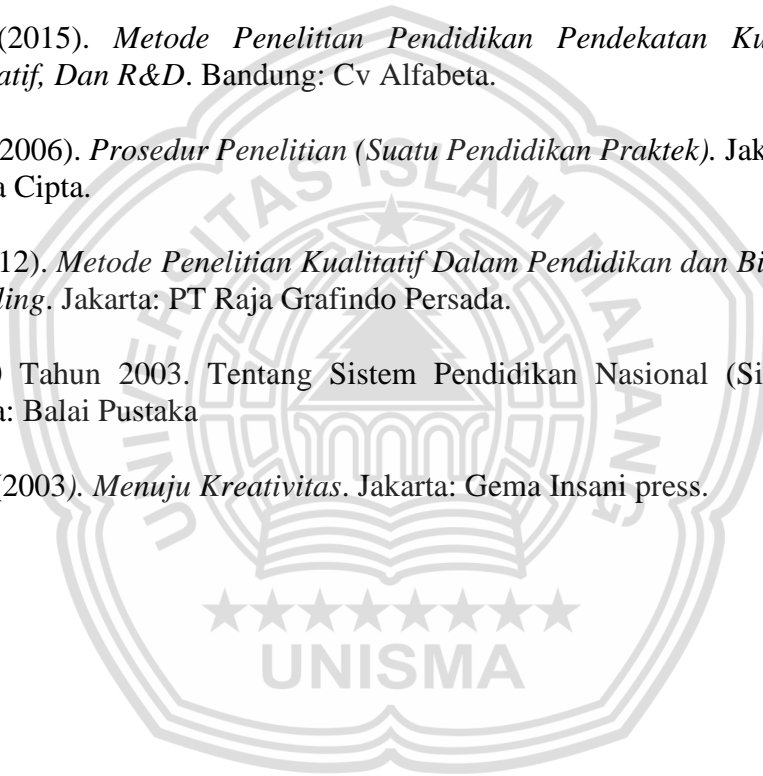 (2015). Metode Penelitian Pendidikan Pendekatan Ku
atif, Dan R&D. Bandung: Cv Alfabeta.
2006). Prosedur Penelitian (Suatu Pendidikan Praktek). Jak
a Cipta.
12). Metode Penelitian Kualitatif Dalam Pendidikan dan Bi
ling. Jakarta: PT Raja Grafindo Persada.
Tahun 2003. Tentang Sistem Pendidikan Nasional (Si
a: Balai Pustaka
(2003). Menuju Kreativitas. Jakarta: Gema Insani press.
UNIVERSITAS ISLAM MALANG
UNISMA